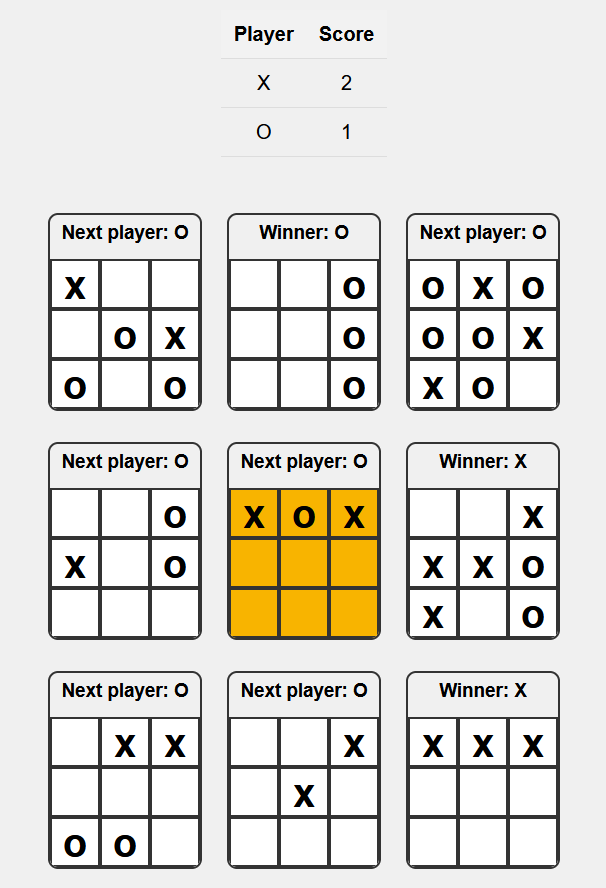 Player Score
X 2
O 1
Next player: O Winner: O Next player: O
X O O X O
O X O O O X
O O O X O
Next player: O Next player: O Winner: X
O X O X X
X O X X O
X O
Next player: O Next player: O Winner: X
X X X X X X
X
O O